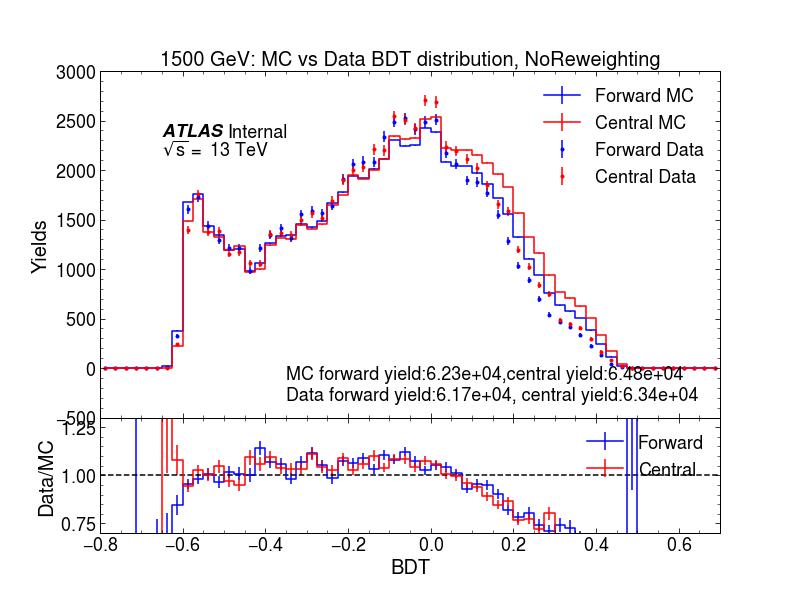 1500 GeV: MC vs Data BDT distribution, NoReweighting
3000
2500
2000
1500
1000
500
0
−500
Yields
ATLAS Internal
√s = 13 TeV
Forward MC
Central MC
Forward Data
Central Data
MC forward yield:6.23e+04,central yield:6.48e+04
Data forward yield:6.17e+04, central yield:6.34e+04
1.25
1.00
0.75
Data/MC
Forward
Central
−0.8 −0.6 −0.4 −0.2 0.0 0.2 0.4 0.6
BDT